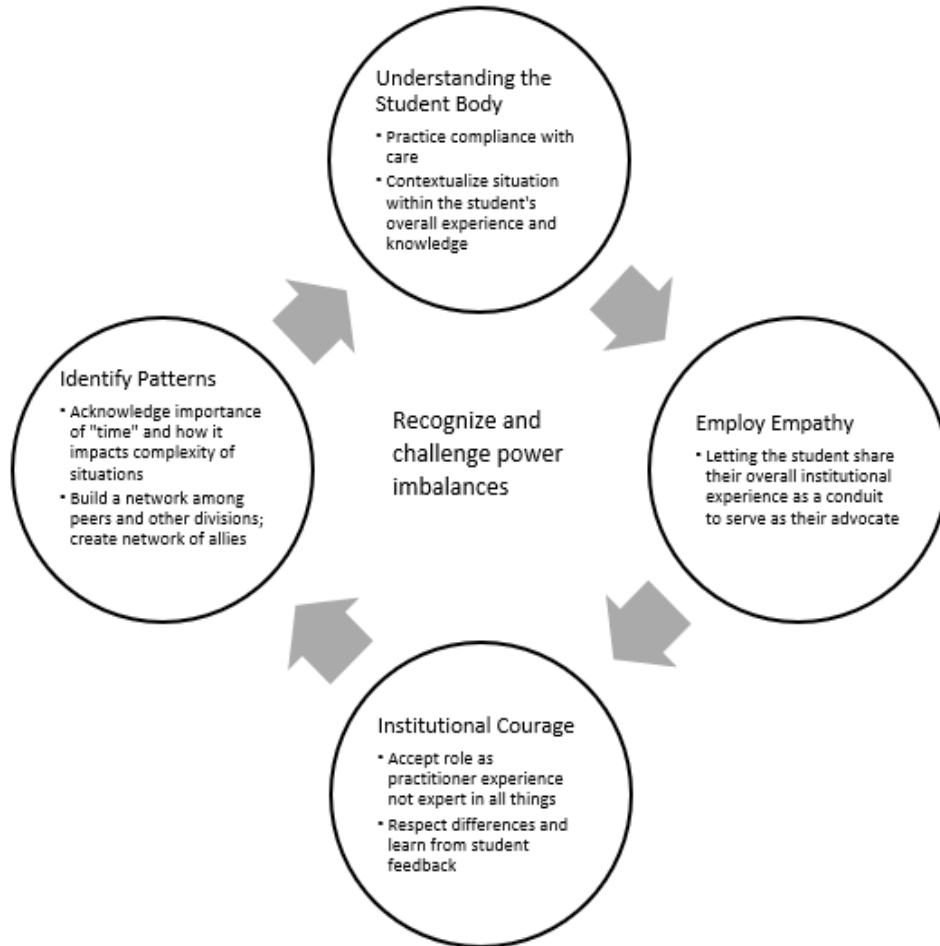 Understanding the
Student Body
▪ Practice compliance with
care
▪ Contextualize situation
within the student's
overall experience and
knowledge
Identify Patterns
▪ Acknowledge importance
of "time" and how it
impacts complexity of
situations
▪ Build a network among
peers and other divisions;
create network of allies
Recognize and
challenge power
imbalances
Employ Empathy
▪ Letting the student share
their overall institutional
experience as a conduit
to serve as their advocate
Institutional Courage
▪ Accept role as
practitioner experience
not expert in all things
▪ Respect differences and
learn from student
feedback